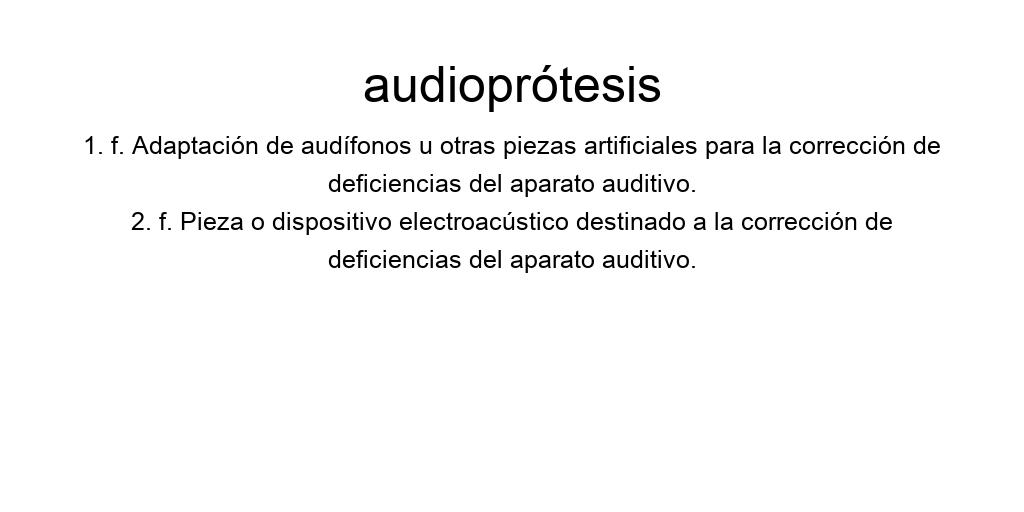 audioprótesis
1. f. Adaptación de audífonos u otras piezas artificiales para la corrección de
deficiencias del aparato auditivo.
2. f. Pieza o dispositivo electroacústico destinado a la corrección de
deficiencias del aparato auditivo.